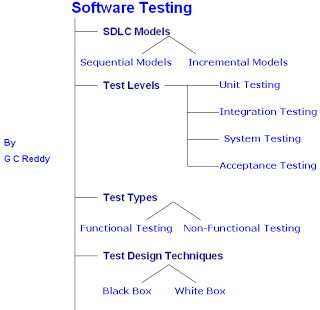 Software Testing
SDLC Models
Sequential Models Incremental Models
Test Levels Unit Testing
Integration Testing
System Testing
By
G C Reddy
Acceptance Testing
Test Types
Functional Testing Non-Functional Testing
Test Design Techniques
Black Box White Box